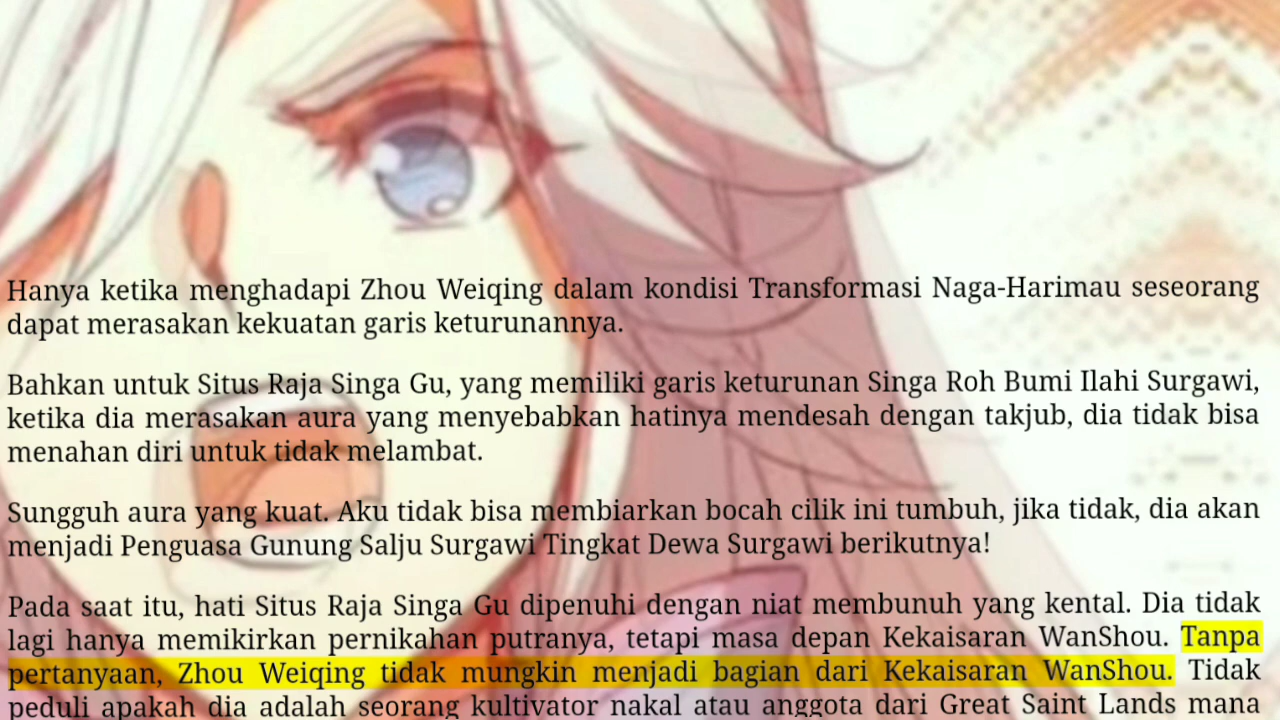 Hanya ketika menghadapi Zhou Weiqing dalam kondisi Transformasi Naga-Harimau seseorang
dapat merasakan kekuatan garis keturunannya.
Bahkan untuk Situs Raja Singa Gu, yang memiliki garis keturunan Singa Roh Bumi Ilahi Surgawi,
ketika dia merasakan aura yang menyebabkan hatinya mendesah dengan takjub, dia tidak bisa
menahan diri untuk tidak melambat.
Sungguh aura yang kuat. Aku tidak bisa membiarkan bocah cilik ini tumbuh, jika tidak, dia akan
menjadi Penguasa Gunung Salju Surgawi Tingkat Dewa Surgawi berikutnya!
Pada saat itu, hati Situs Raja Singa Gu dipenuhi dengan niat membunuh yang kental. Dia tidak
lagi hanya memikirkan pernikahan putranya, tetapi masa depan Kekaisaran WanShou. Tanpa
pertanyaan, Zhou Weiqing tidak mungkin menjadi bagian dari Kekaisaran WanShou. Tidak
peduli apakah dia adalah seorang kultivator nakal atau anggota dari Great Saint Lands mana